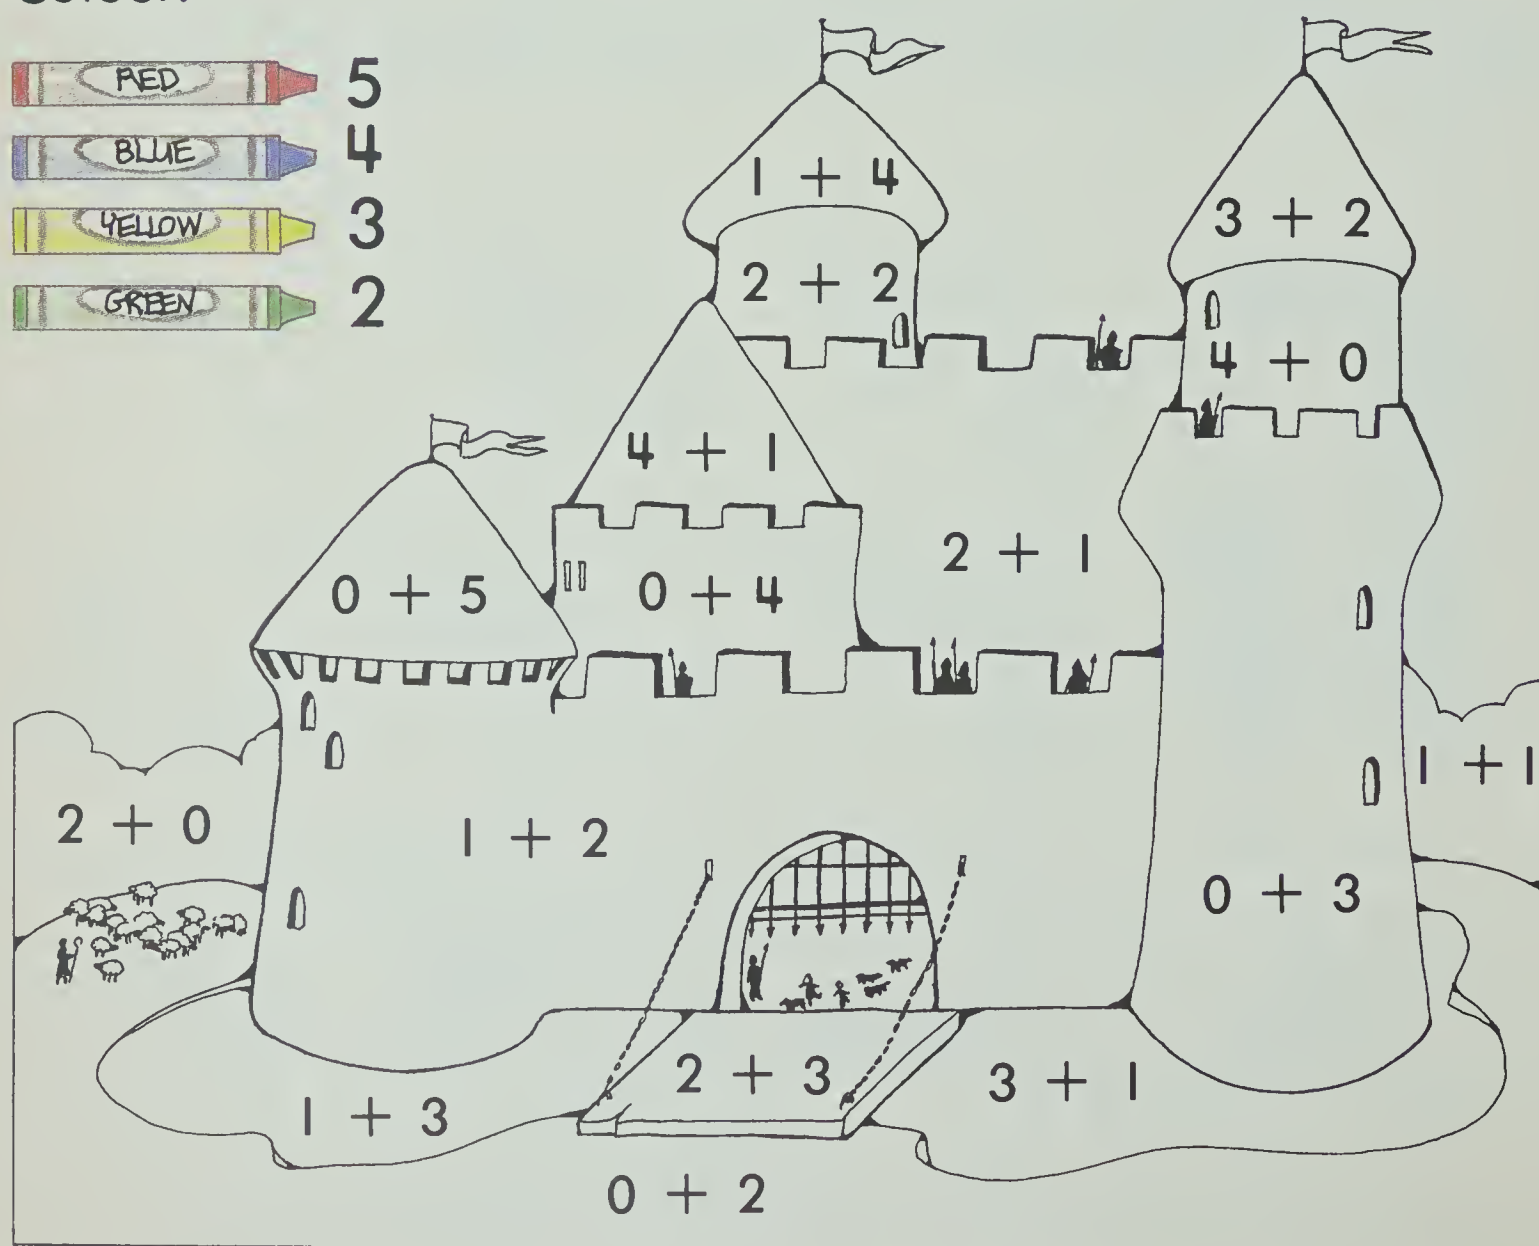 RED 5
BLUE 4
YELLOW 3
GREEN 2
1 + 4
3 + 2
2 + 2
4 + 0
4 + 1
2 + 1
0 + 5
0 + 4
1 + 1
2 + 0
1 + 2
0 + 3
2 + 3
3 + 1
1 + 3
0 + 2